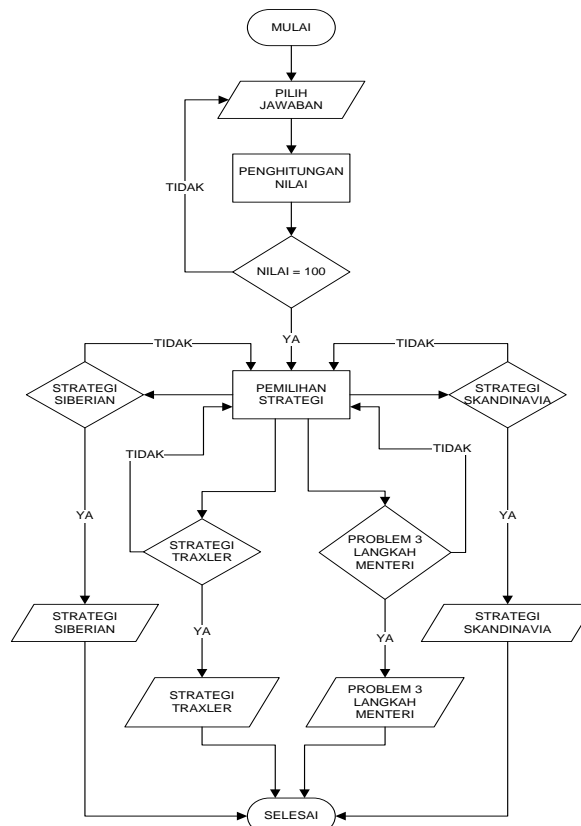 MULAI
PILIH
JAWABAN
PENGHITUNGAN
NILAI
TIDAK
NILAI = 100
YA
TIDAK
TIDAK
STRATEGI
SIBERIAN
PEMILIHAN
STRATEGI
STRATEGI
SKANDINAVIA
TIDAK
TIDAK
YA
YA
STRATEGI
TRAXLER
PROBLEM 3
LANGKAH
MENTERI
STRATEGI
SIBERIAN
YA
YA
STRATEGI
SKANDINAVIA
STRATEGI
TRAXLER
PROBLEM 3
LANGKAH
MENTERI
SELESAI